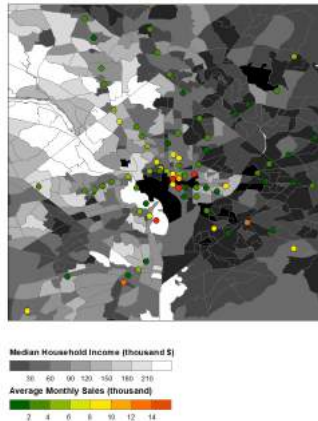 Median Household Income (thousand $)
30 60 90 120 150 180 210
Average Monthly Sales (thousand)
2 4 6 8 10 12 14